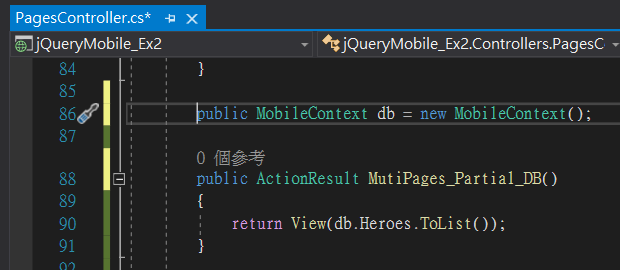 PagesController.cs*
jQueryMobile_Ex2
jQueryMobile_Ex2.Controllers.PagesC
84 }
85
86 public MobileContext db = new MobileContext();
87
0 個參考
88 public ActionResult MutiPages_Partial_DB()
89 {
90 return View(db.Heroes.ToList());
91 }
92